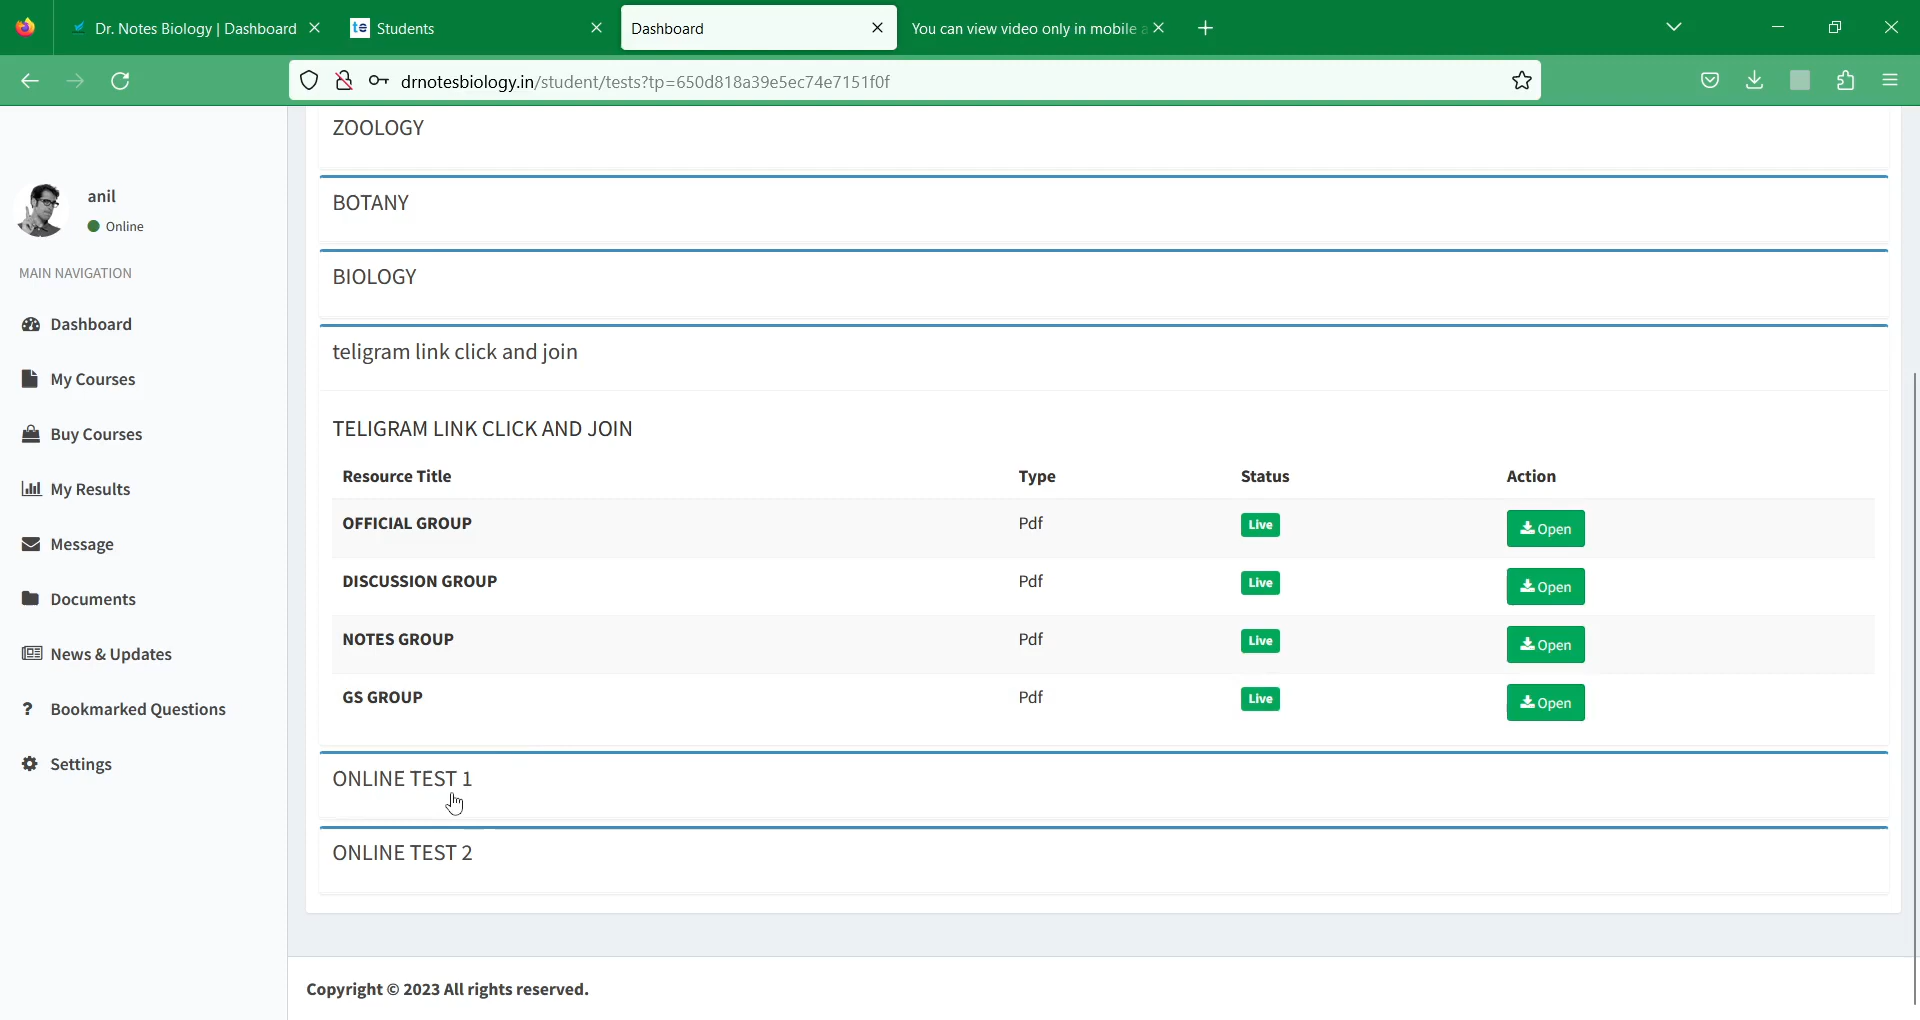 Dr. Notes Biology | Dashboard
te Students
Dashboard
You can view video only in mobile a
drnotesbiology.in/student/tests?tp=650d818a39e5ec74e7151f0f
anil
Online
MAIN NAVIGATION
Dashboard
My Courses
Buy Courses
My Results
Message
Documents
News & Updates
? Bookmarked Questions
Settings
ZOOLOGY
BOTANY
BIOLOGY
teligram link click and join
TELIGRAM LINK CLICK AND JOIN
Resource Title Type Status Action
OFFICIAL GROUP Pdf Live Open
DISCUSSION GROUP Pdf Live Open
NOTES GROUP Pdf Live Open
GS GROUP Pdf Live Open
ONLINE TEST 1
ONLINE TEST 2
Copyright © 2023 All rights reserved.